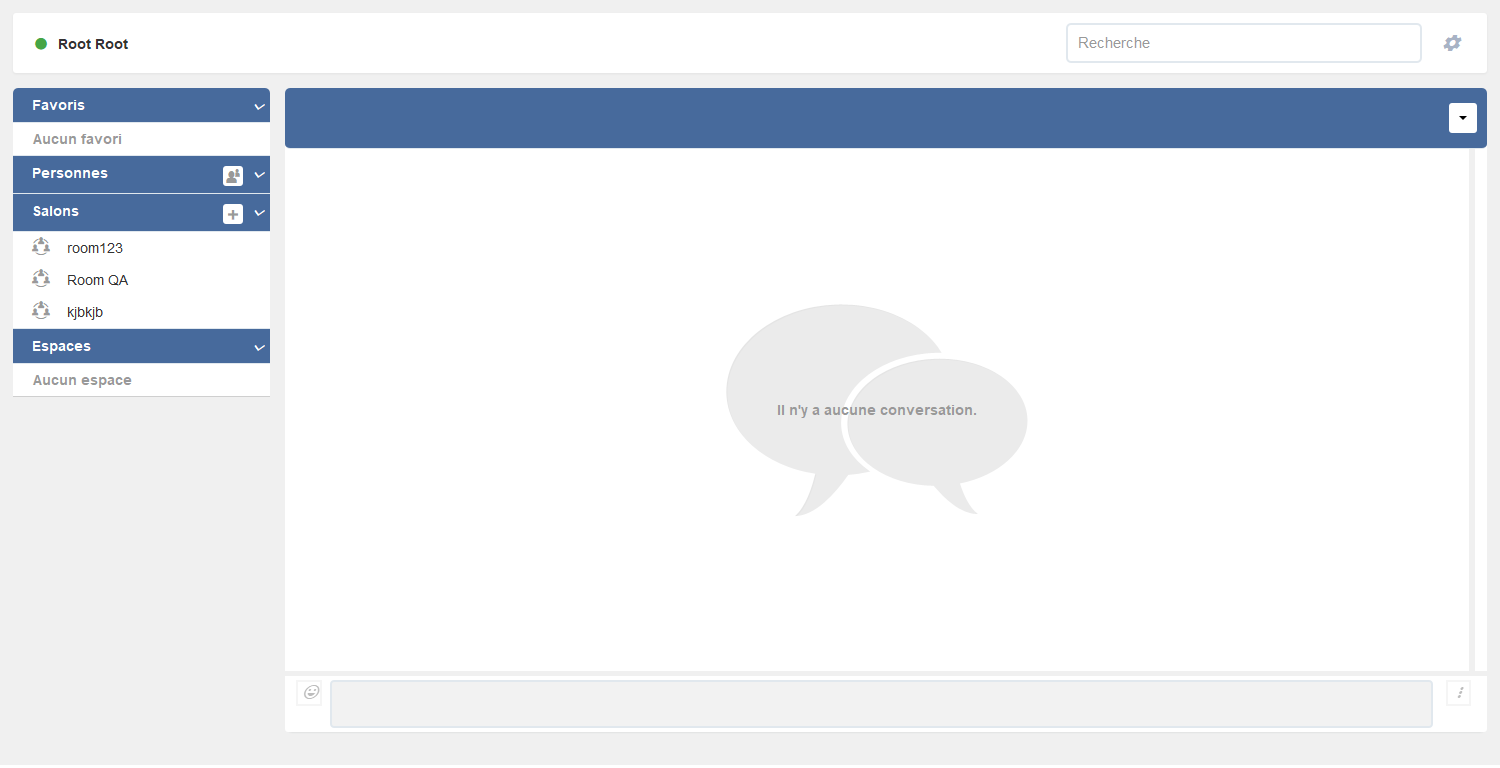 Root Root
Recherche
Favoris
Aucun favori
Personnes
Salons
room123
Room QA
kjbkjb
Espaces
Aucun espace
Il n'y a aucune conversation.